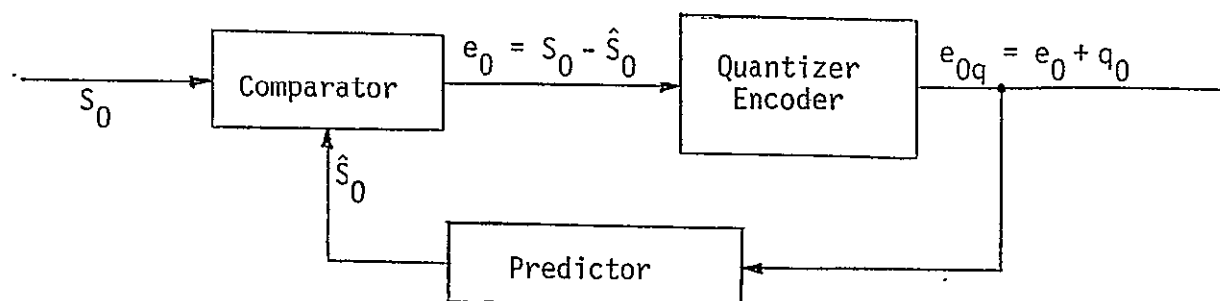 S₀
Comparator
e₀ = S₀ - Ŝ₀
Quantizer
Encoder
e₀q = e₀ + q₀
Ŝ₀
Predictor